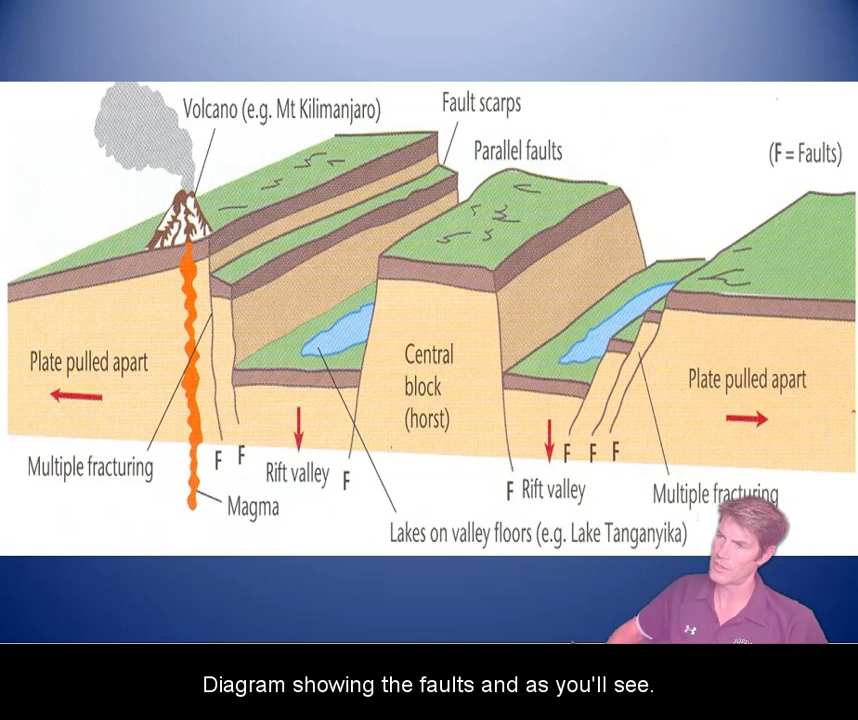 Volcano (e.g. Mt Kilimanjaro)
Fault scarps
Parallel faults
(F = Faults)
Plate pulled apart
Central
block
(horst)
Plate pulled apart
Multiple fracturing
F
F
Rift valley
F
F
F
F
F
Rift valley
Multiple fracturing
Magma
Lakes on valley floors (e.g. Lake Tanganyika)
Diagram showing the faults and as you'll see.